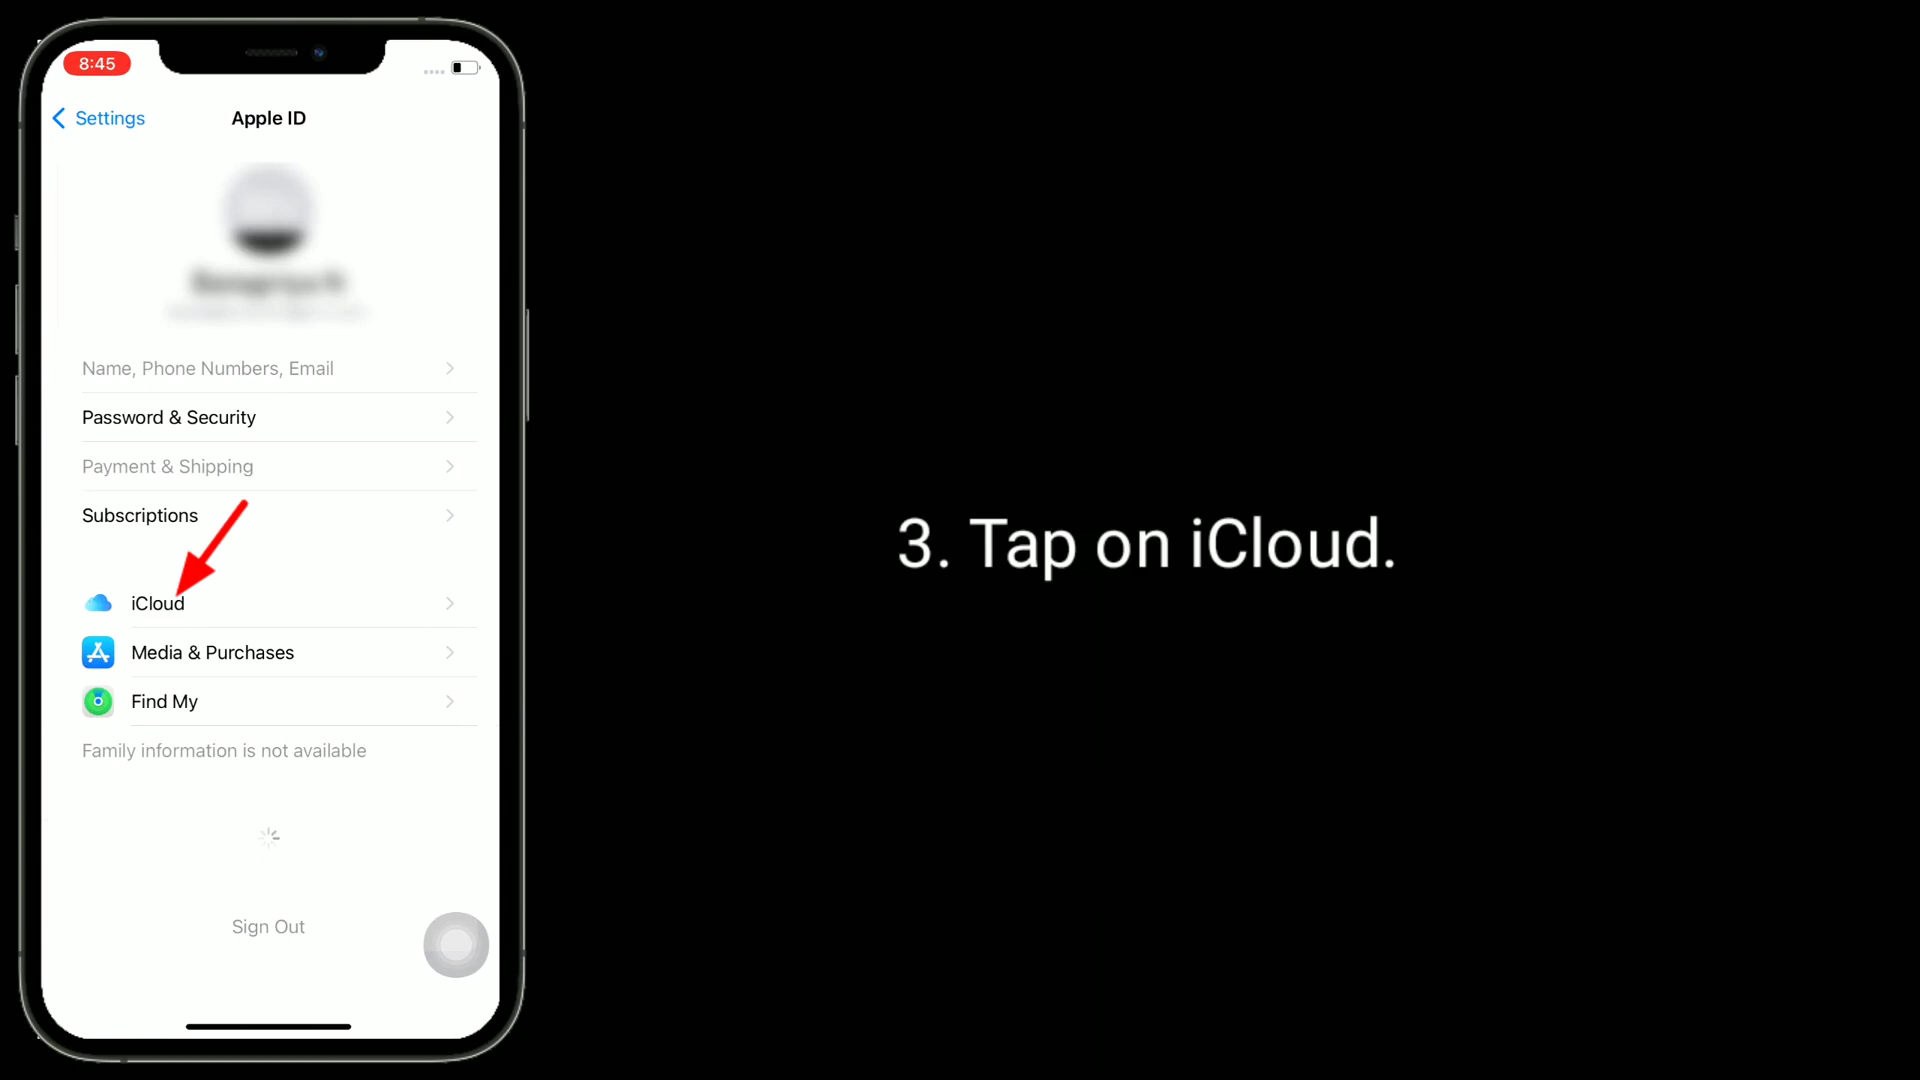 8:45
Settings
Apple ID
Name, Phone Numbers, Email
Password & Security
Payment & Shipping
Subscriptions
iCloud
Media & Purchases
Find My
Family information is not available
Sign Out
3. Tap on iCloud.